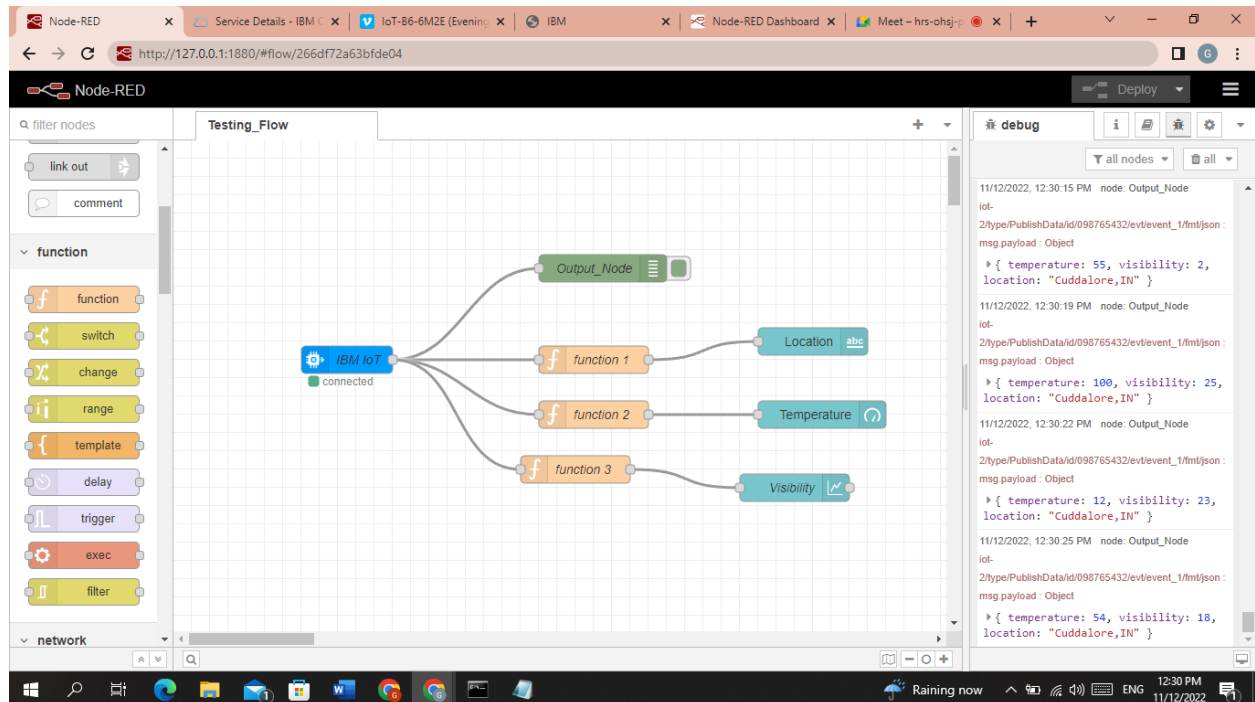 Node-RED
Service Details - IBM C
IoT-B6-6M2E (Evening
IBM
Node-RED Dashboard
Meet – hrs-ohsj-p
http://127.0.0.1:1880/#flow/266df72a63bfde04
G
Node-RED
Deploy
filter nodes
Testing_Flow
debug
i
all nodes
all
link out
comment
function
function
switch
change
range
template
delay
trigger
exec
filter
network
Output_Node
IBM IoT
connected
function 1
Location
abc
function 2
Temperature
function 3
Visibility
11/12/2022, 12:30:15 PM node: Output_Node
iot-
2/type/PublishData/id/098765432/evt/event_1/fmt/json :
msg.payload : Object
{ temperature: 55, visibility: 2,
location: "Cuddalore,IN" }
11/12/2022, 12:30:19 PM node: Output_Node
iot-
2/type/PublishData/id/098765432/evt/event_1/fmt/json :
msg.payload : Object
{ temperature: 100, visibility: 25,
location: "Cuddalore,IN" }
11/12/2022, 12:30:22 PM node: Output_Node
iot-
2/type/PublishData/id/098765432/evt/event_1/fmt/json :
msg.payload : Object
{ temperature: 12, visibility: 23,
location: "Cuddalore,IN" }
11/12/2022, 12:30:25 PM node: Output_Node
iot-
2/type/PublishData/id/098765432/evt/event_1/fmt/json :
msg.payload : Object
{ temperature: 54, visibility: 18,
location: "Cuddalore,IN" }
Raining now
ENG
12:30 PM
11/12/2022